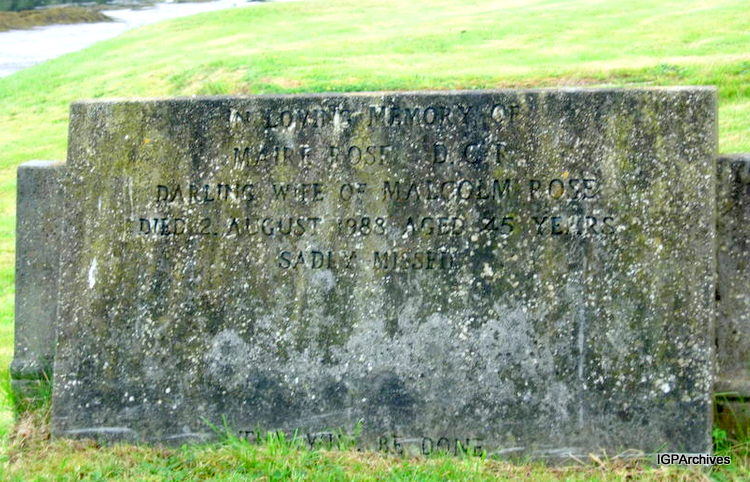 IN LOVING MEMORY OF
MAIRE ROSE D.C.R.
DARLING WIFE OF MALCOLM ROSE
DIED 2. AUGUST 1988 AGED 45 YEARS
SADLY MISSED
BE DONE
IGPArchives